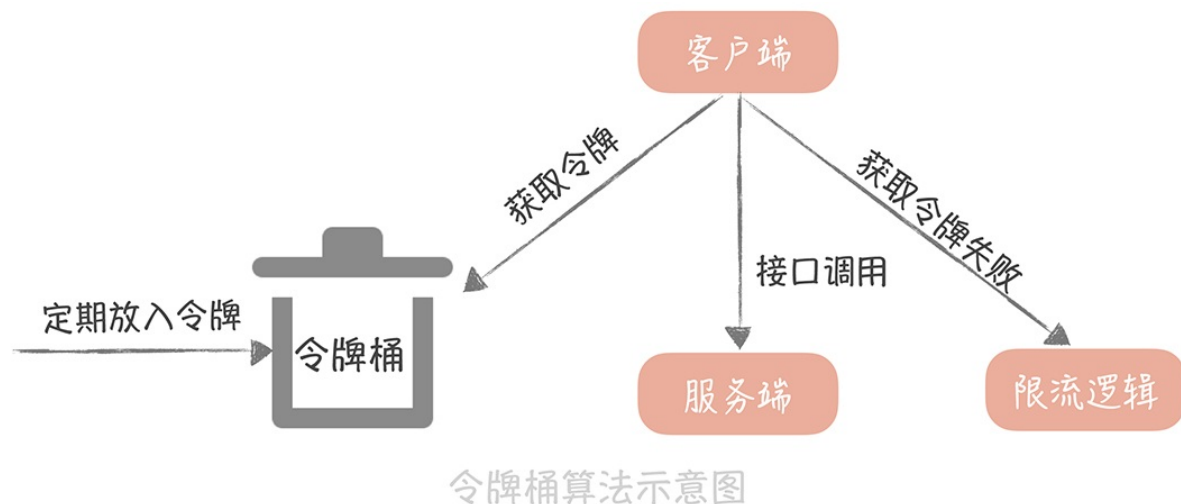 客户端
获取令牌
获取令牌失败
接口调用
定期放入令牌
令牌桶
服务端
限流逻辑
令牌桶算法示意图